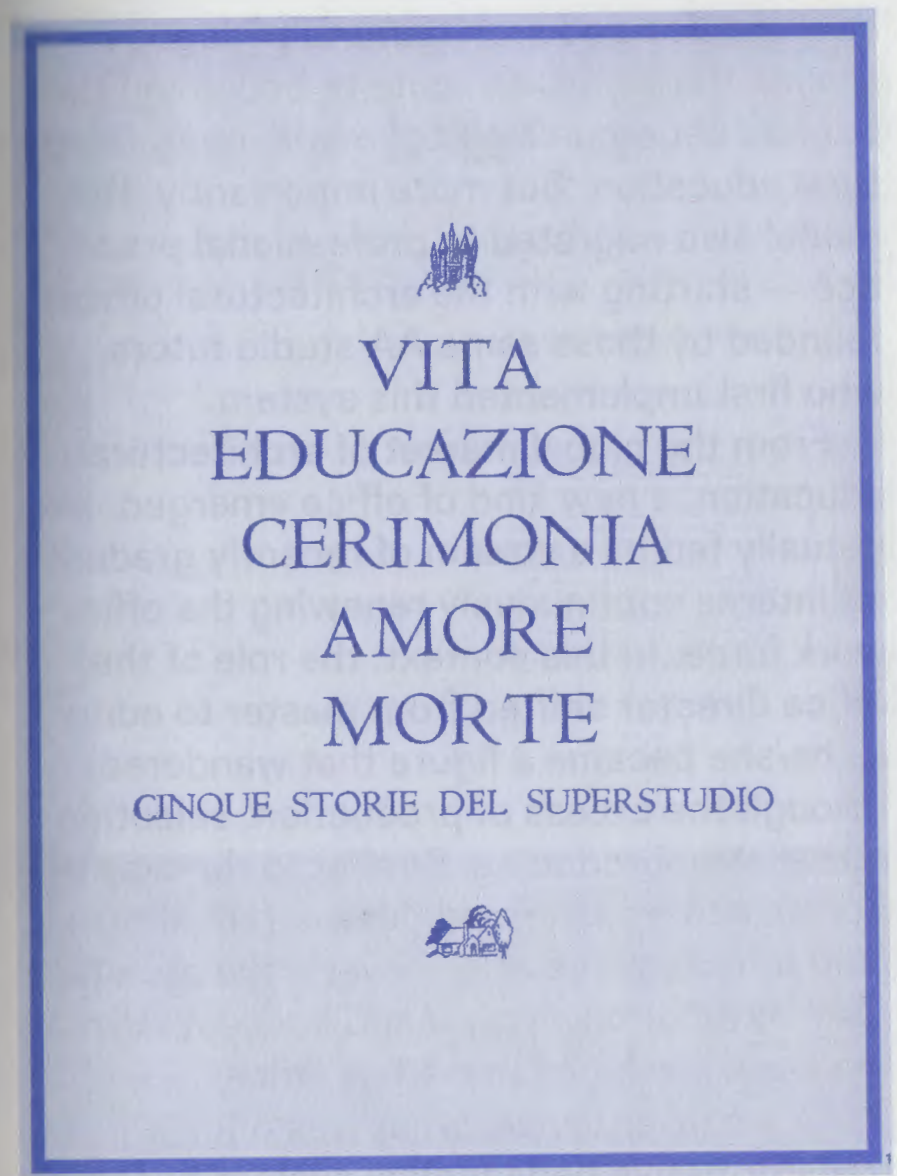 VITA
EDUCAZIONE
CERIMONIA
AMORE
MORTE
CINQUE STORIE DEL SUPERSTUDIO
1